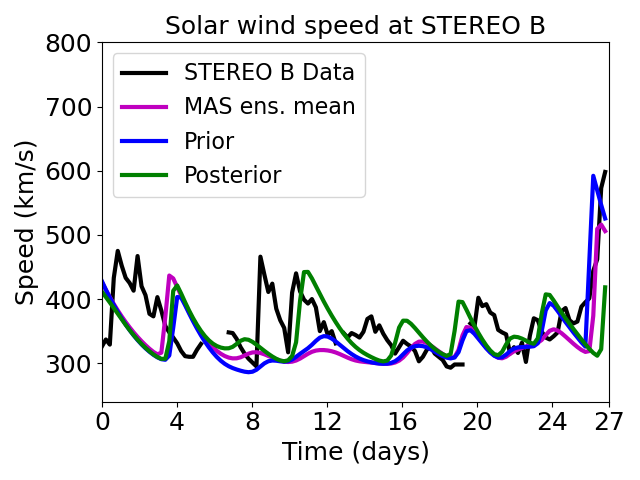 Solar wind speed at STEREO B
800
700
600
500
400
300
Speed (km/s)
STEREO B Data
MAS ens. mean
Prior
Posterior
0 4 8 12 16 20 24 27
Time (days)